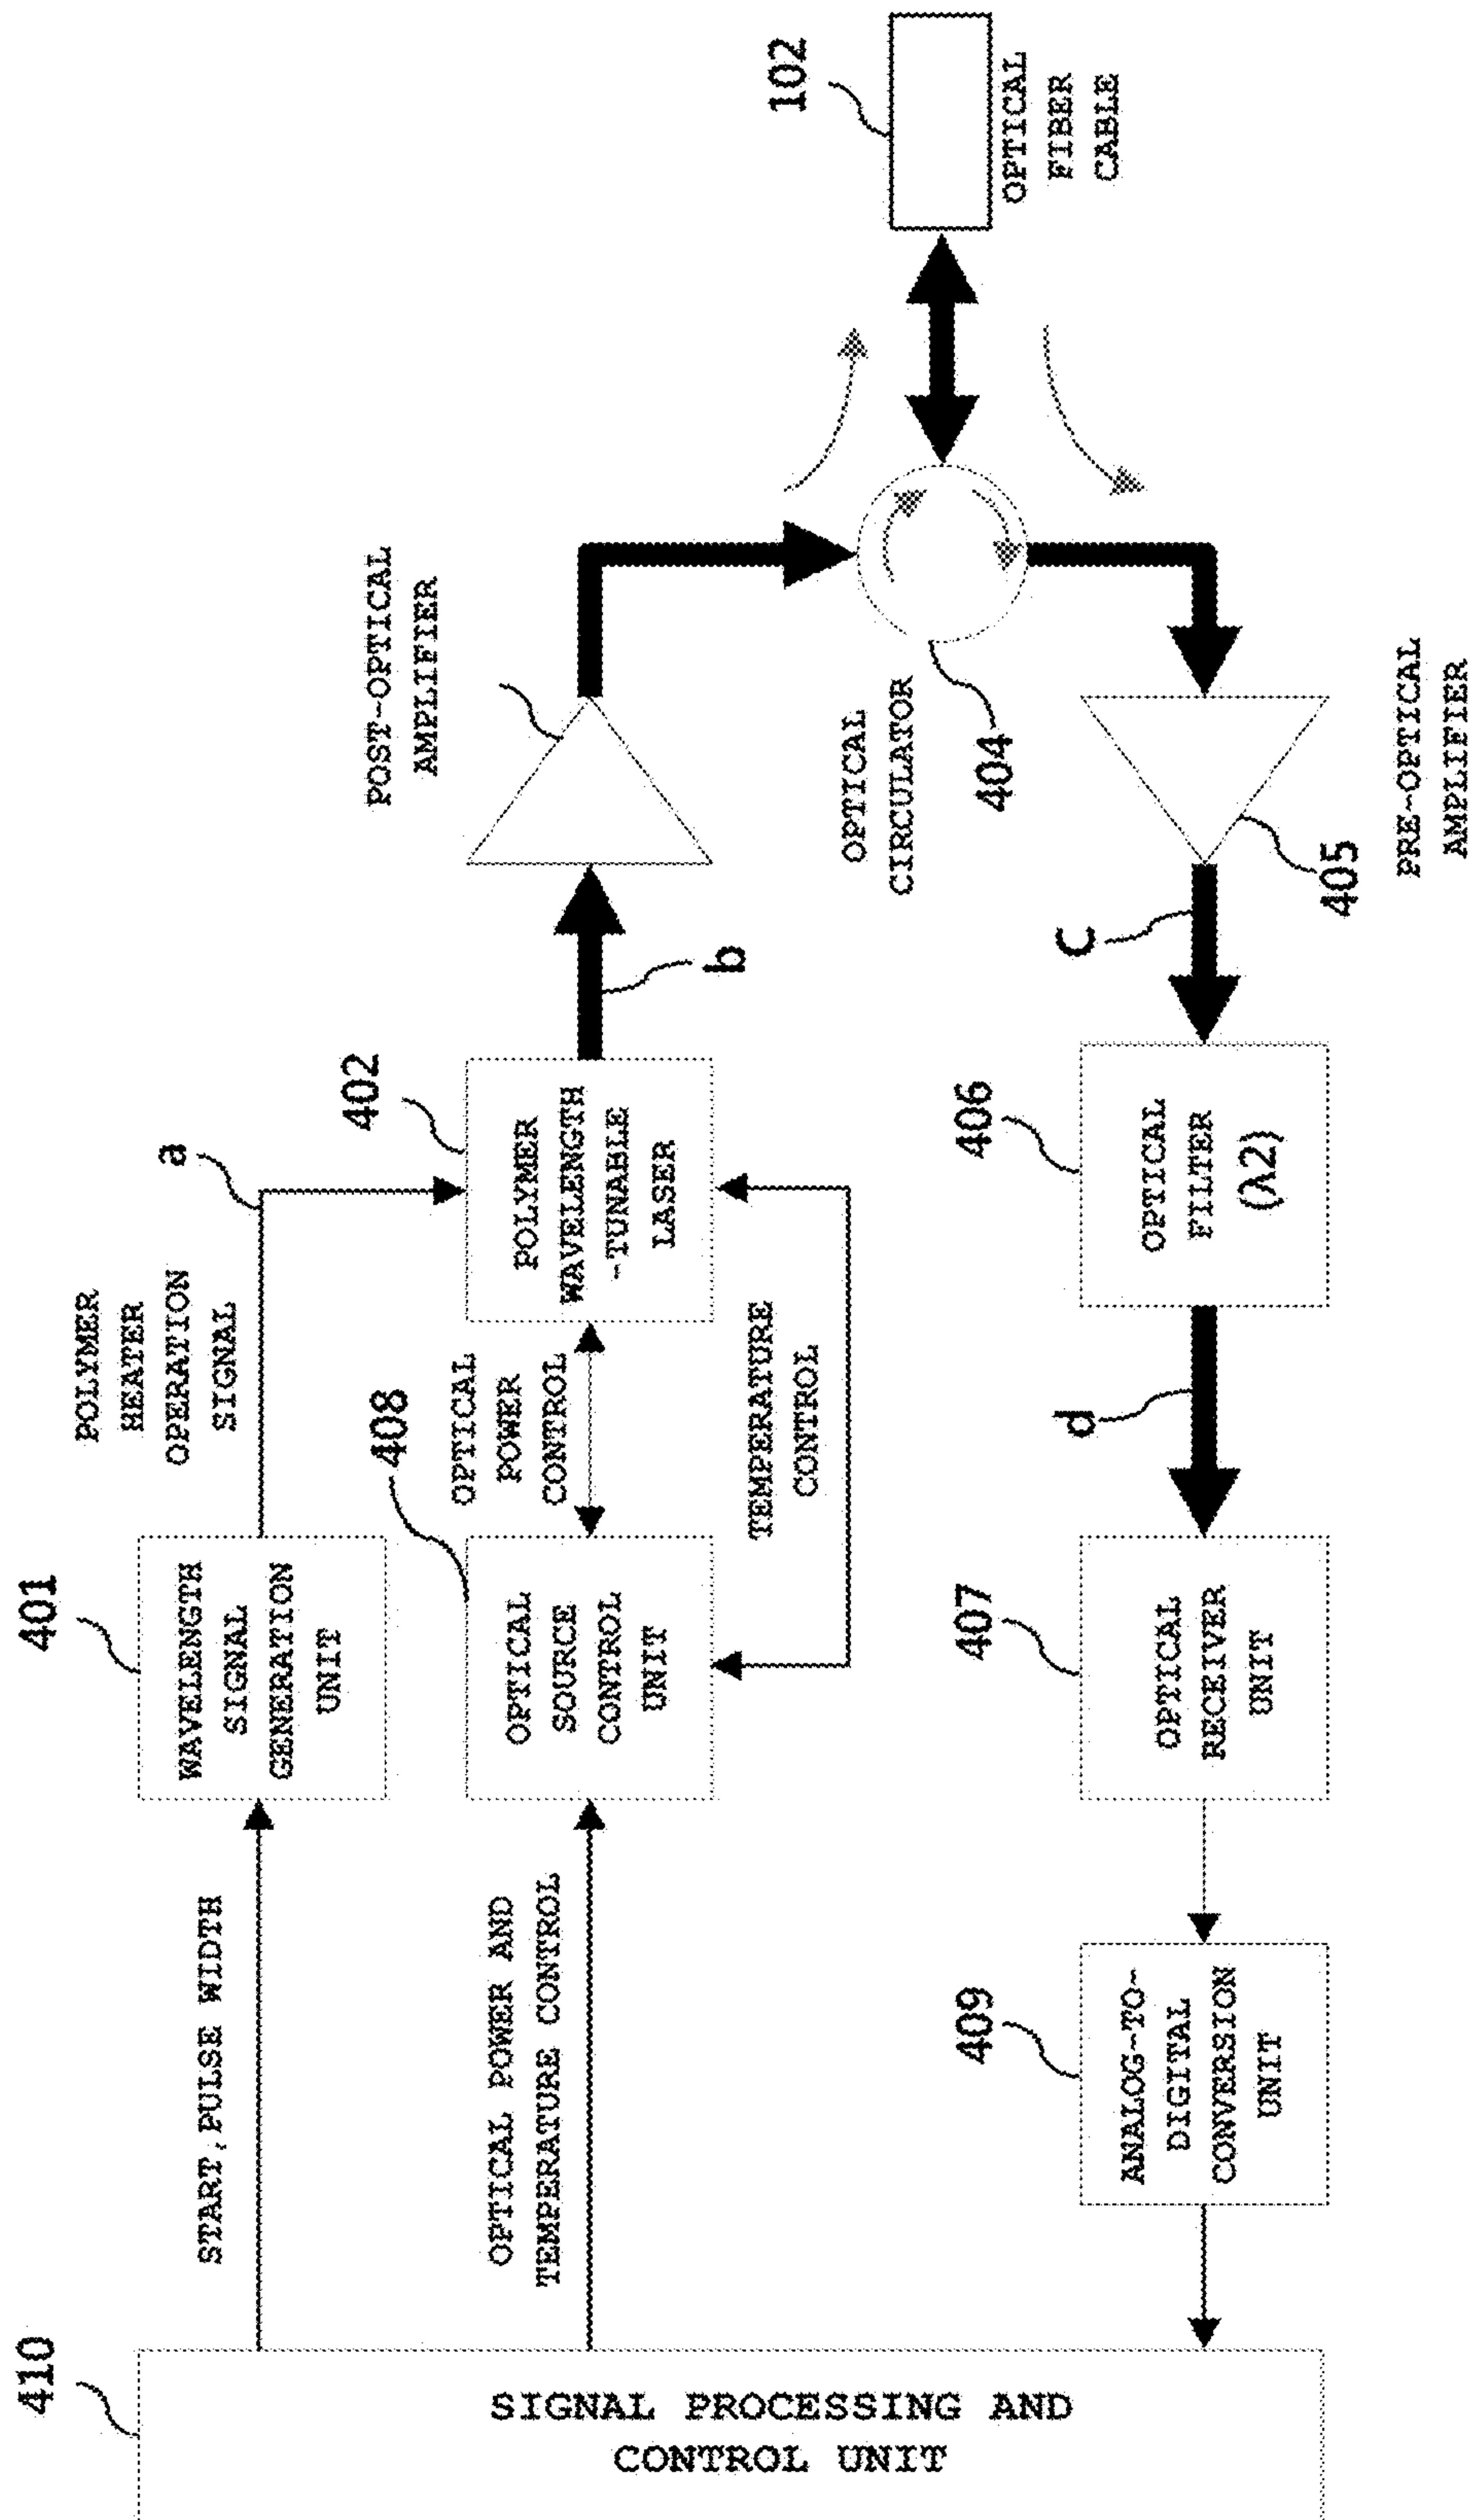 410
SIGNAL PROCESSING AND
CONTROL UNIT
START,PULSE WIDTH
OPTICAL POWER AND
TEMPERATURE CONTROL
401
WAVELENGTH
SIGNAL
GENERATION
UNIT
POLYMER
HEATER
OPERATION
SIGNAL
a
408
OPTICAL
SOURCE
CONTROL
UNIT
OPTICAL
POWER
CONTROL
TEMPERATURE
CONTROL
402
POLYMER
WAVELENGTH
-TUNABLE
LASER
b
POST-OPTICAL
AMPLIFIER
OPTICAL
CIRCULATOR
404
102
OPTICAL
FIBER
CABLE
PRE-OPTICAL
AMPLIFIER
405
c
406
OPTICAL
FILTER
(λ2)
d
407
OPTICAL
RECEIVER
UNIT
409
ANALOG-TO-
DIGITAL
CONVERSION
UNIT